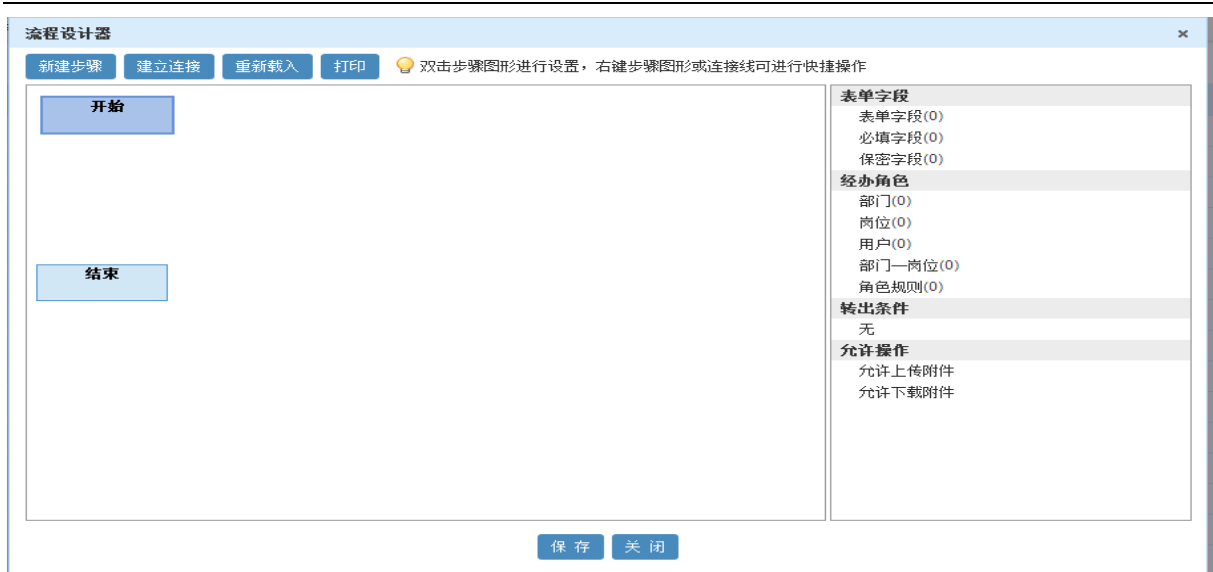 流程设计器
×
新建步骤 建立连接 重新载入 打印 双击步骤图形进行设置，右键步骤图形或连接线可进行快捷操作
开始
结束
表单字段
表单字段(0)
必填字段(0)
保密字段(0)
经办角色
部门(0)
岗位(0)
用户(0)
部门—岗位(0)
角色规则(0)
转出条件
无
允许操作
允许上传附件
允许下载附件
保 存 关 闭